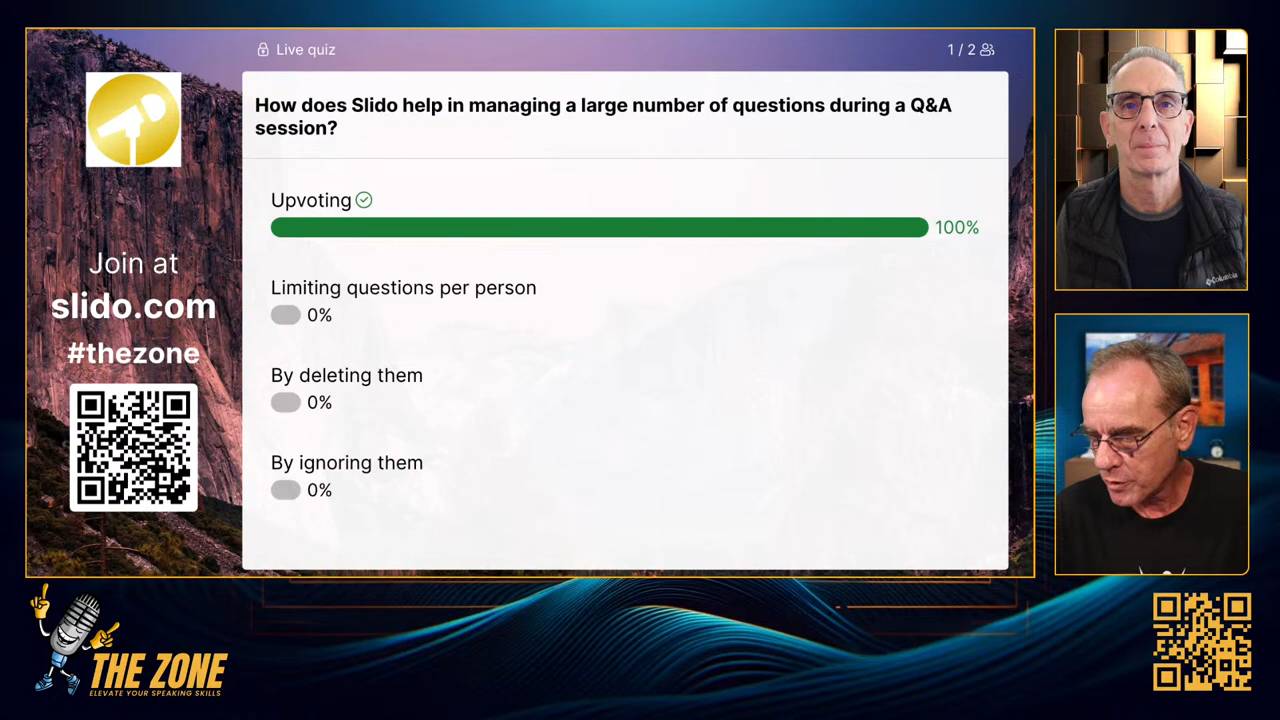 Live quiz
1 / 2
How does Slido help in managing a large number of questions during a Q&A
session?
Upvoting
100%
Limiting questions per person
0%
By deleting them
0%
By ignoring them
0%
Join at
slido.com
#thezone
Columbia
THE ZONE
ELEVATE YOUR SPEAKING SKILLS